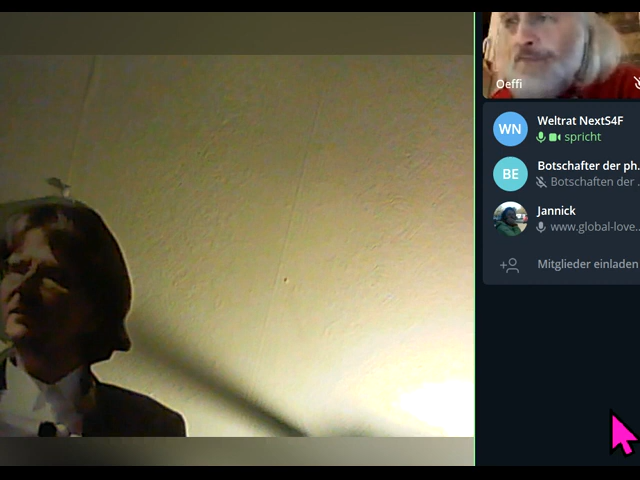 Oeffi
WN
Weltrat NextS4F
spricht
BE
Botschafter der ph...
Botschaften der ...
Jannick
www.global-love...
Mitglieder einladen